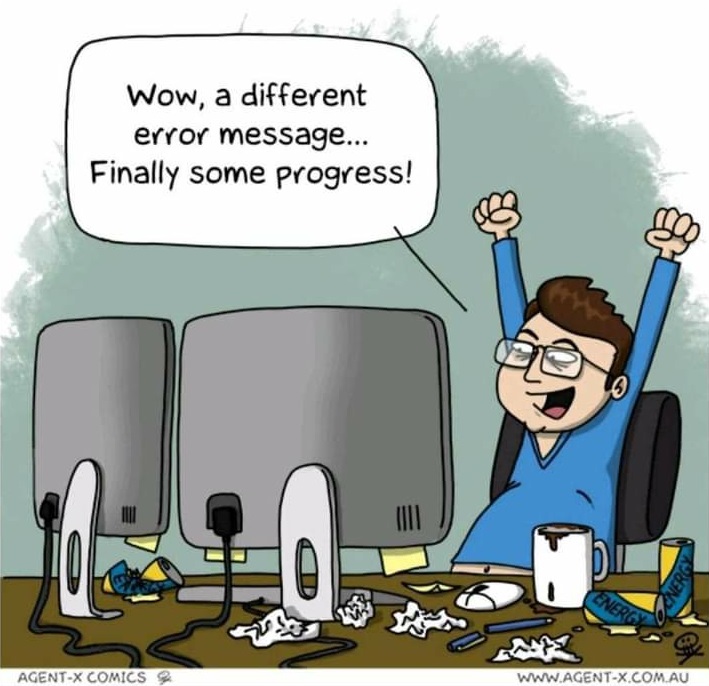 Wow, a different
error message...
Finally some progress!
ENERGY
ENERGY
AGENT-X COMICS
WWW.AGENT-X.COM.AU